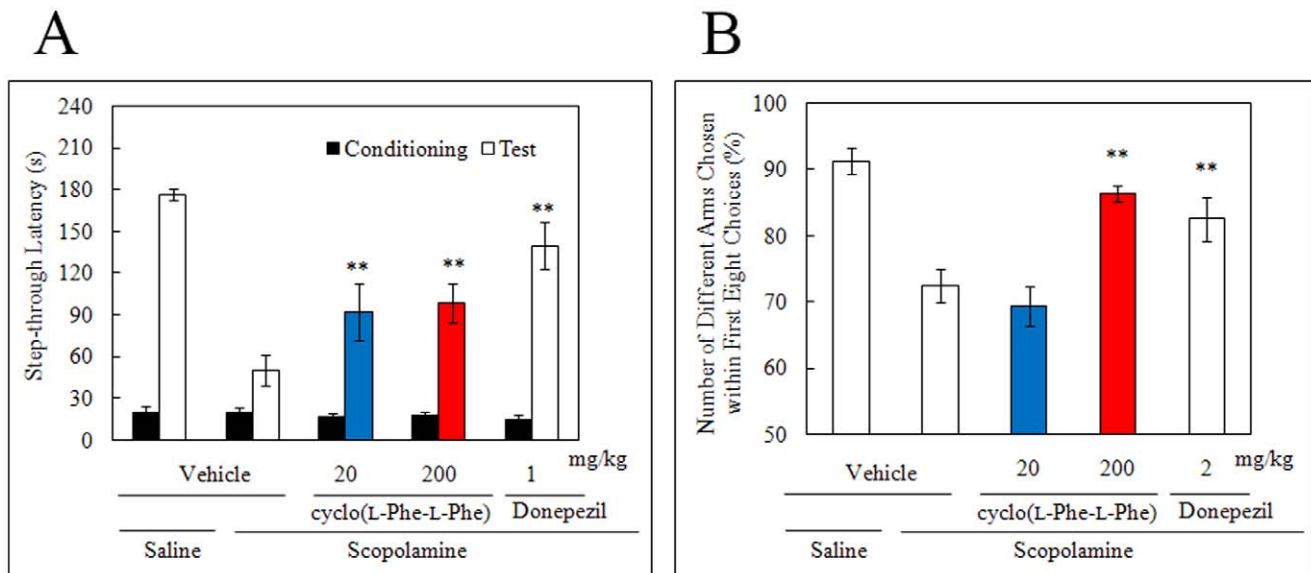 A
Step-through Latency (s)
240
210
180
150
120
90
60
30
0
Conditioning Test
**
**
**
Vehicle 20 200 1 mg/kg
cyclo(L-Phe-L-Phe) Donepezil
Saline Scopolamine
B
Number of Different Arms Chosen
within First Eight Choices (%)
100
90
80
70
60
50
**
**
Vehicle 20 200 2 mg/kg
cyclo(L-Phe-L-Phe) Donepezil
Saline Scopolamine